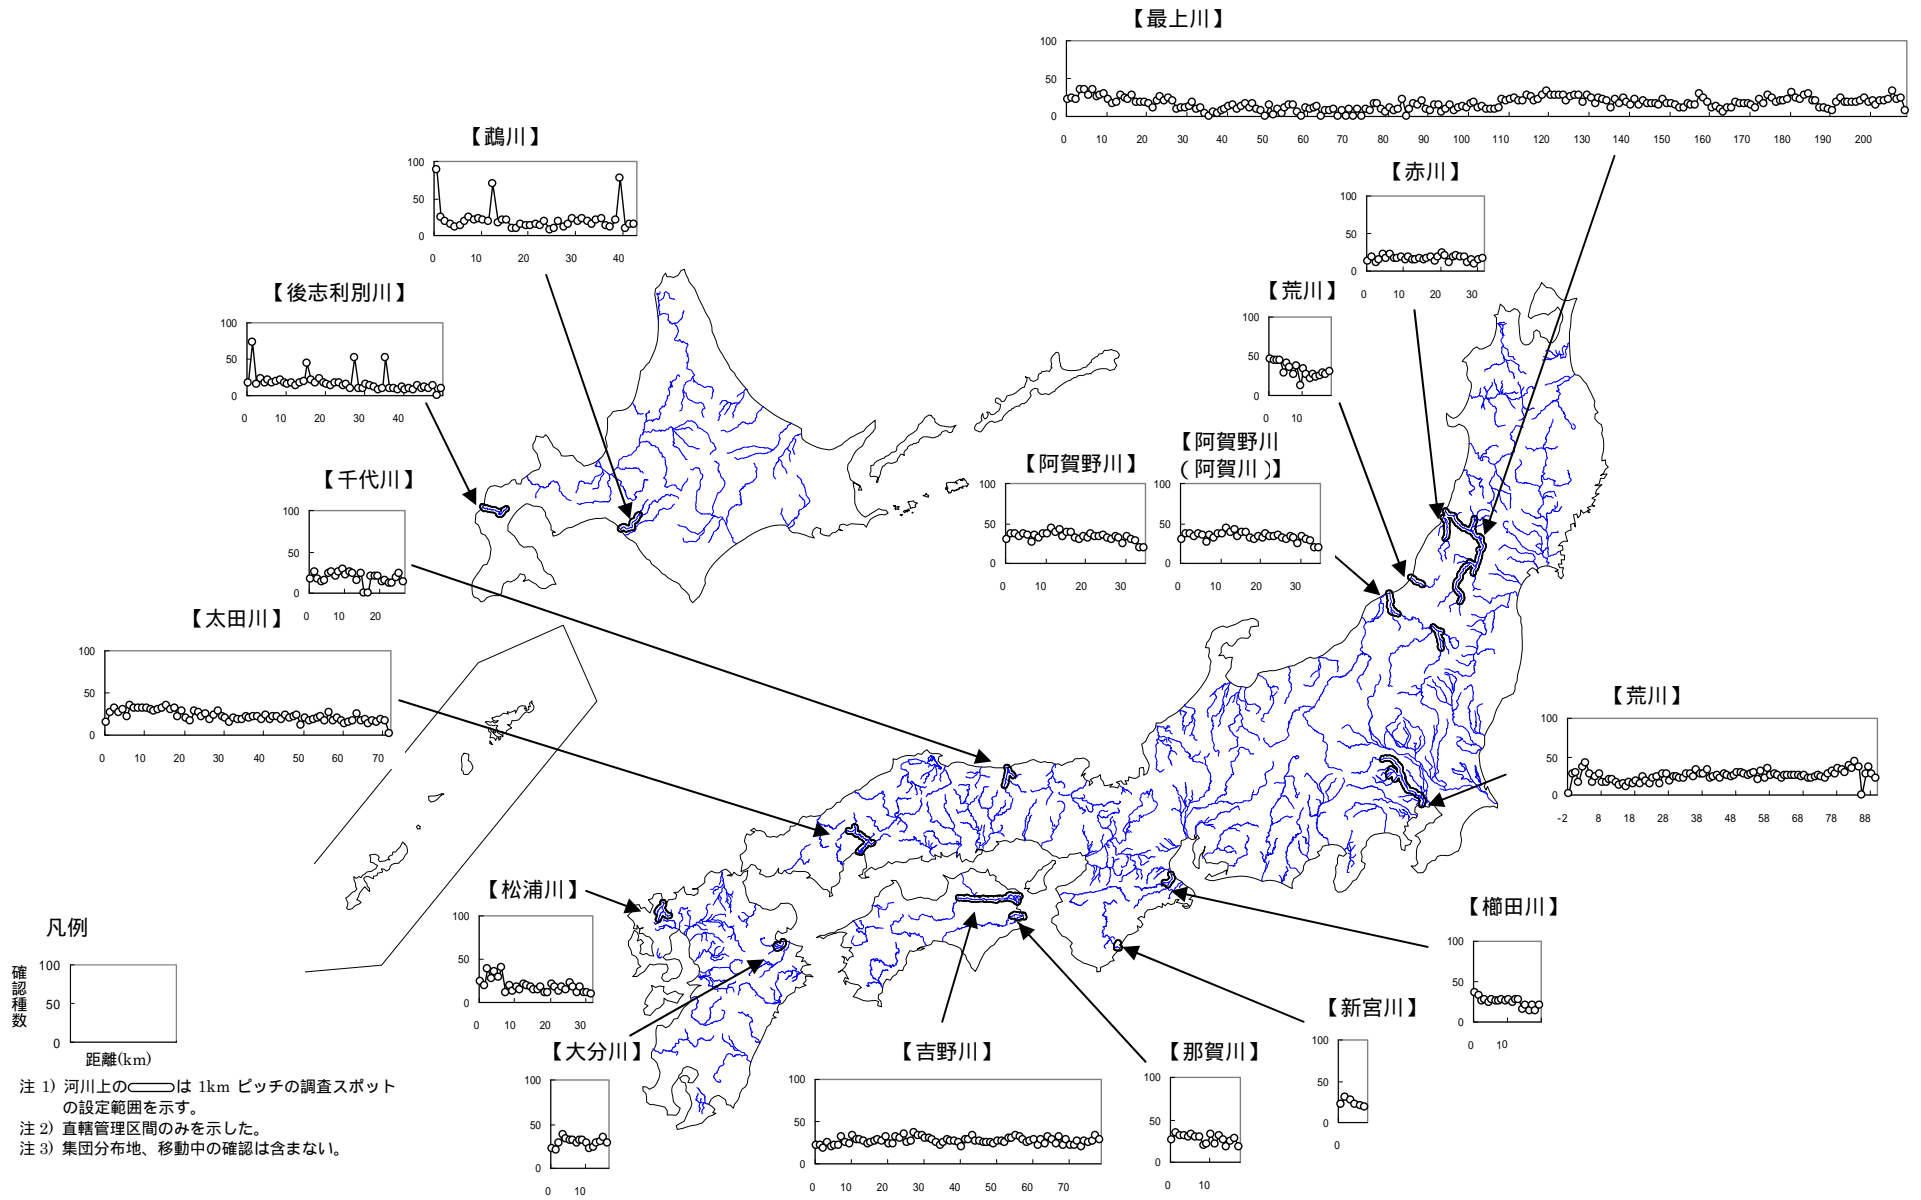 【最上川】
100
50
0
0 10 20 30 40 50 60 70 80 90 100 110 120 130 140 150 160 170 180 190 200
【鵡川】
100
50
0
0 10 20 30 40
【赤川】
100
50
0
0 10 20 30
【後志利別川】
100
50
0
0 10 20 30 40
【荒川】
100
50
0
0 10
【千代川】
100
50
0
0 10 20
【阿賀野川】
100
50
0
0 10 20 30
【阿賀野川
(阿賀川)】
100
50
0
0 10 20 30
【太田川】
100
50
0
0 10 20 30 40 50 60 70
【荒川】
100
50
0
-2 8 18 28 38 48 58 68 78 88
【松浦川】
100
50
0
0 10 20 30
【櫛田川】
100
50
0
0 10
【新宮川】
100
50
0
0
【大分川】
100
50
0
0 10
【吉野川】
100
50
0
0 10 20 30 40 50 60 70
【那賀川】
100
50
0
0 10
凡例
確認種数
100
50
0
距離(km)
注 1) 河川上の は 1km ピッチの調査スポット
の設定範囲を示す。
注 2) 直轄管理区間のみを示した。
注 3) 集団分布地、移動中の確認は含まない。